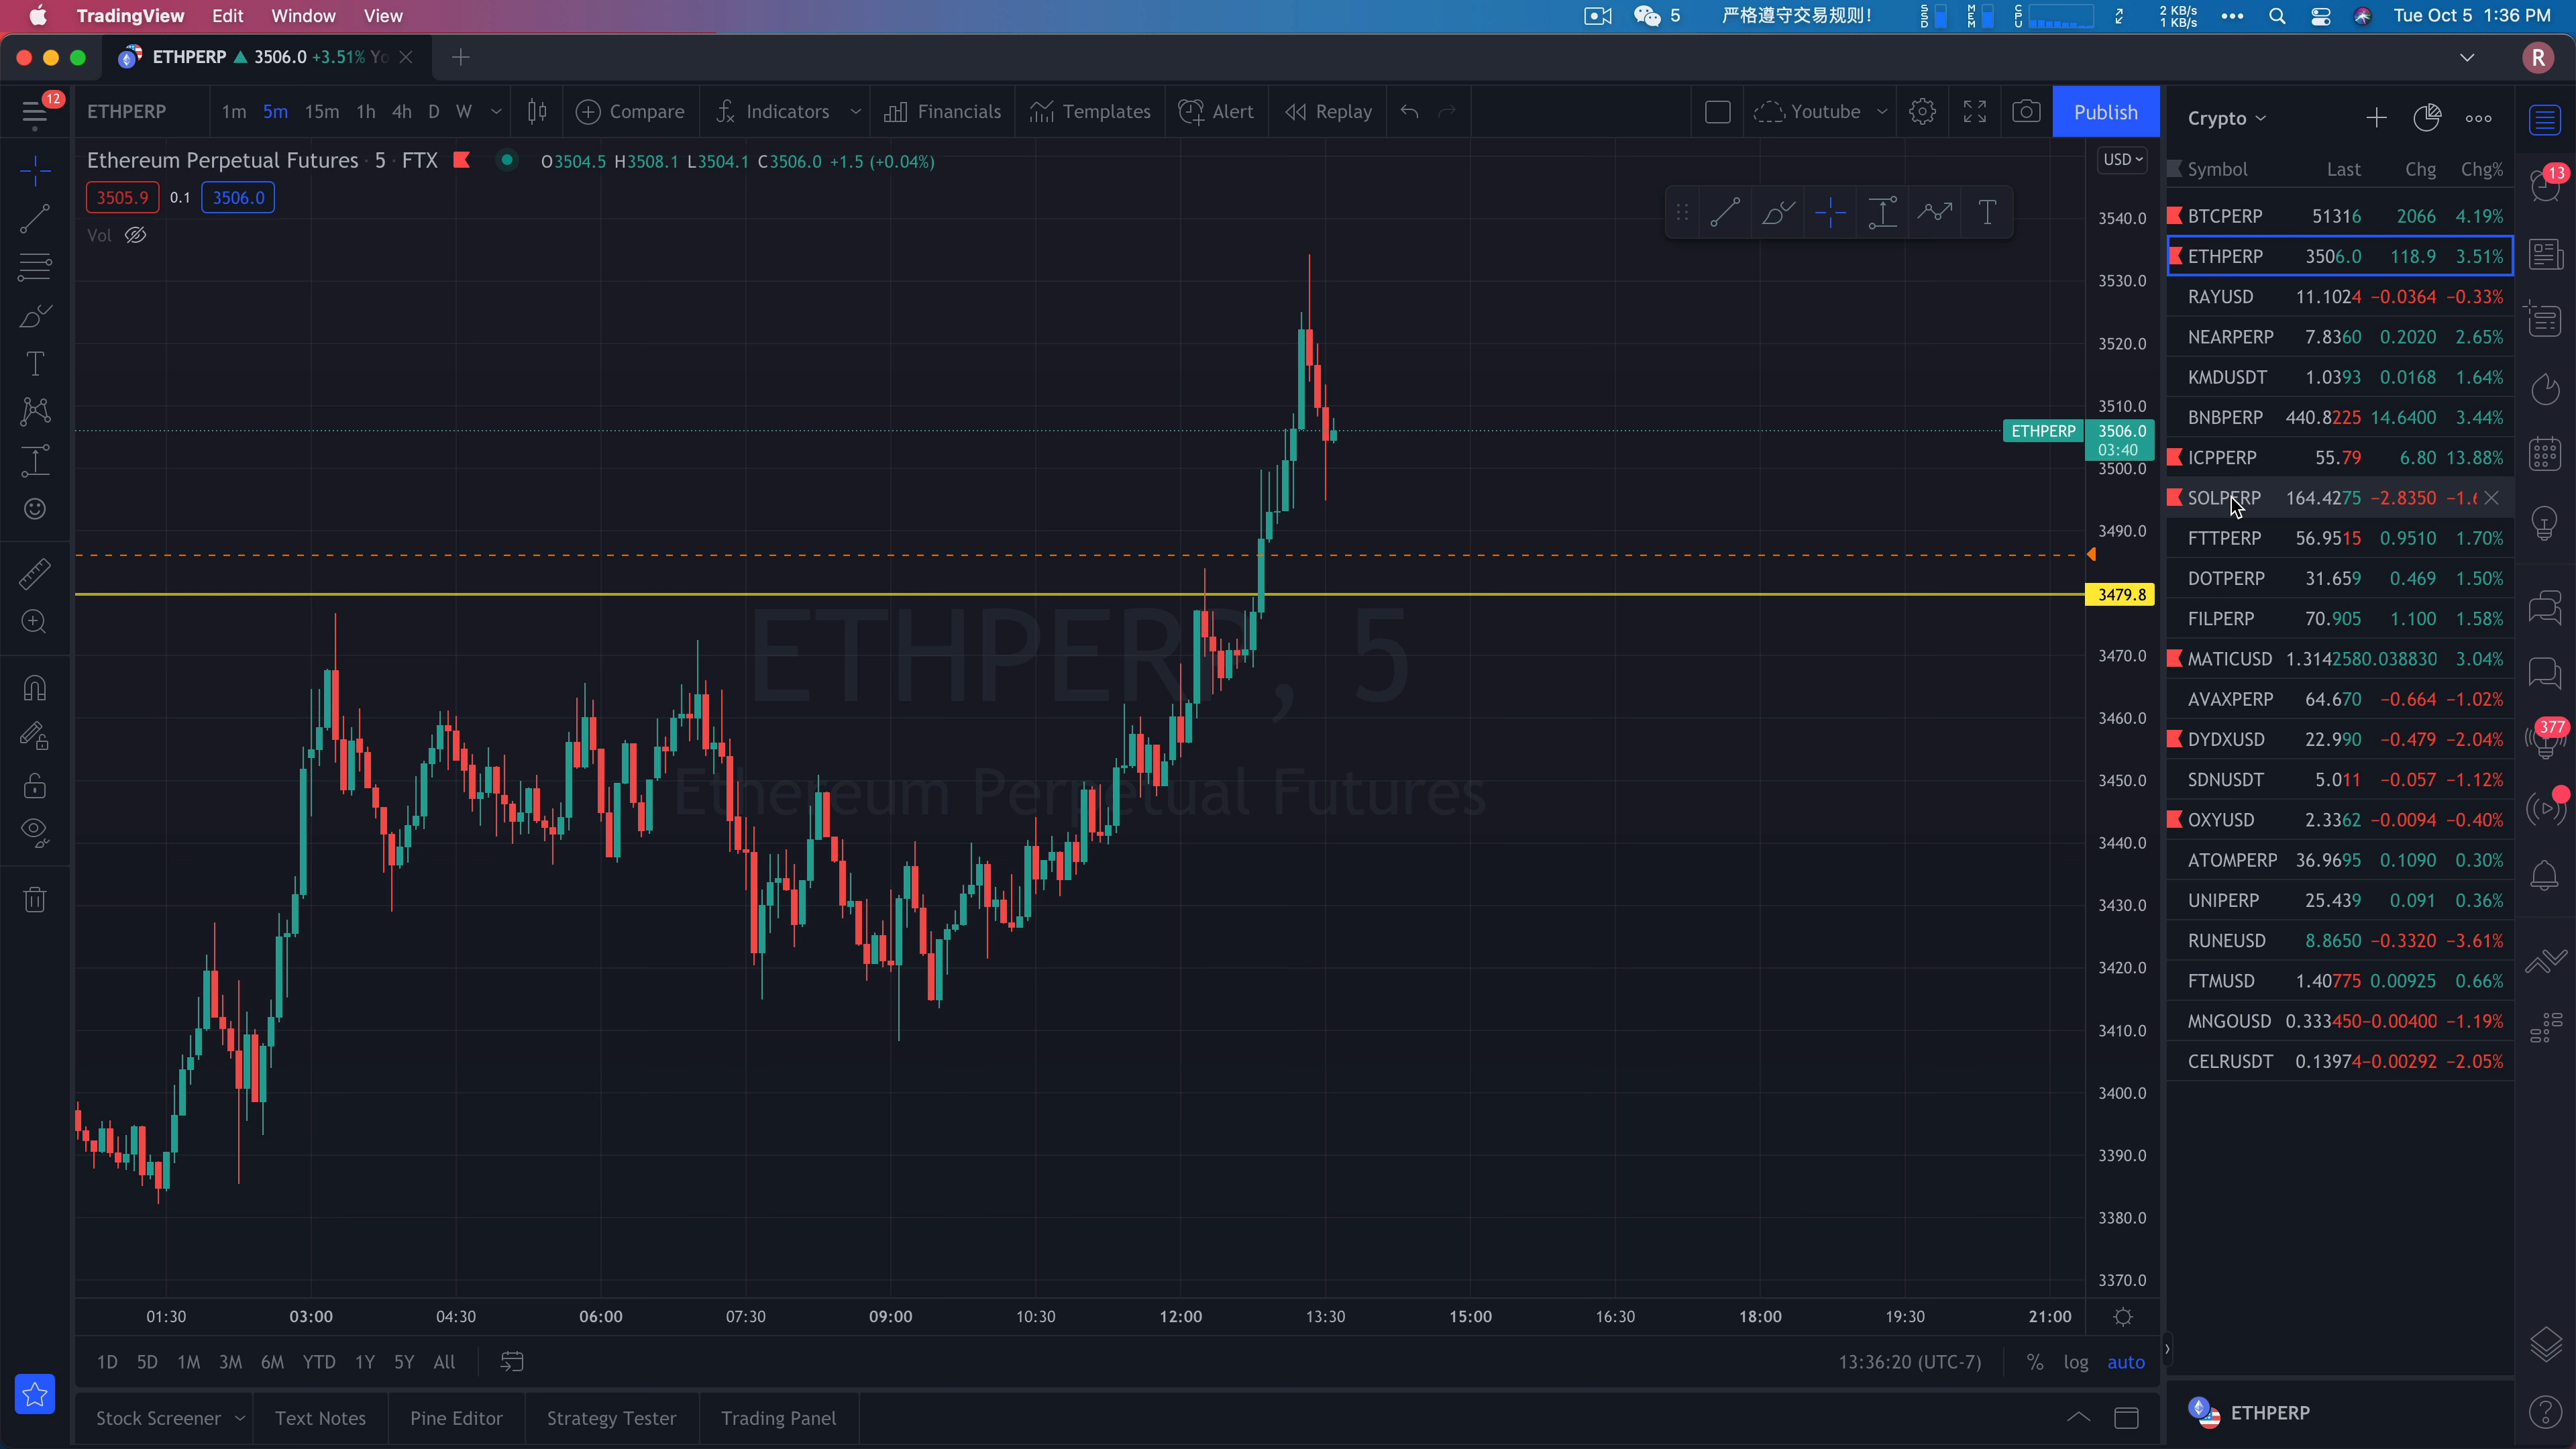 TradingView Edit Window View 5 严格遵守交易规则! SSD MEM CPU 2 KB/s 1 KB/s Tue Oct 5 1:36 PM
ETHPERP ▲ 3506.0 +3.51% Yo R
12 ETHPERP 1m 5m 15m 1h 4h D W Compare Indicators Financials Templates Alert Replay Youtube Publish
Ethereum Perpetual Futures · 5 · FTX O3504.5 H3508.1 L3504.1 C3506.0 +1.5 (+0.04%)
3505.9 0.1 3506.0
Vol
ETHPERP, 5
Ethereum Perpetual Futures
USD
3540.0
3530.0
3520.0
3510.0
ETHPERP 3506.0
03:40
3500.0
3490.0
3479.8
3470.0
3460.0
3450.0
3440.0
3430.0
3420.0
3410.0
3400.0
3390.0
3380.0
3370.0
01:30 03:00 04:30 06:00 07:30 09:00 10:30 12:00 13:30 15:00 16:30 18:00 19:30 21:00
1D 5D 1M 3M 6M YTD 1Y 5Y All 13:36:20 (UTC-7) % log auto
Stock Screener Text Notes Pine Editor Strategy Tester Trading Panel
Crypto
Symbol Last Chg Chg%
BTCPERP 51316 2066 4.19%
ETHPERP 3506.0 118.9 3.51%
RAYUSD 11.1024 −0.0364 −0.33%
NEARPERP 7.8360 0.2020 2.65%
KMDUSDT 1.0393 0.0168 1.64%
BNBPERP 440.8225 14.6400 3.44%
ICPPERP 55.79 6.80 13.88%
SOLPERP 164.4275 −2.8350
FTTPERP 56.9515 0.9510 1.70%
DOTPERP 31.659 0.469 1.50%
FILPERP 70.905 1.100 1.58%
MATICUSD 1.3142580.038830 3.04%
AVAXPERP 64.670 −0.664 −1.02%
DYDXUSD 22.990 −0.479 −2.04%
SDNUSDT 5.011 −0.057 −1.12%
OXYUSD 2.3362 −0.0094 −0.40%
ATOMPERP 36.9695 0.1090 0.30%
UNIPERP 25.439 0.091 0.36%
RUNEUSD 8.8650 −0.3320 −3.61%
FTMUSD 1.40775 0.00925 0.66%
MNGOUSD 0.333450−0.00400 −1.19%
CELRUSDT 0.13974−0.00292 −2.05%
ETHPERP
13
377